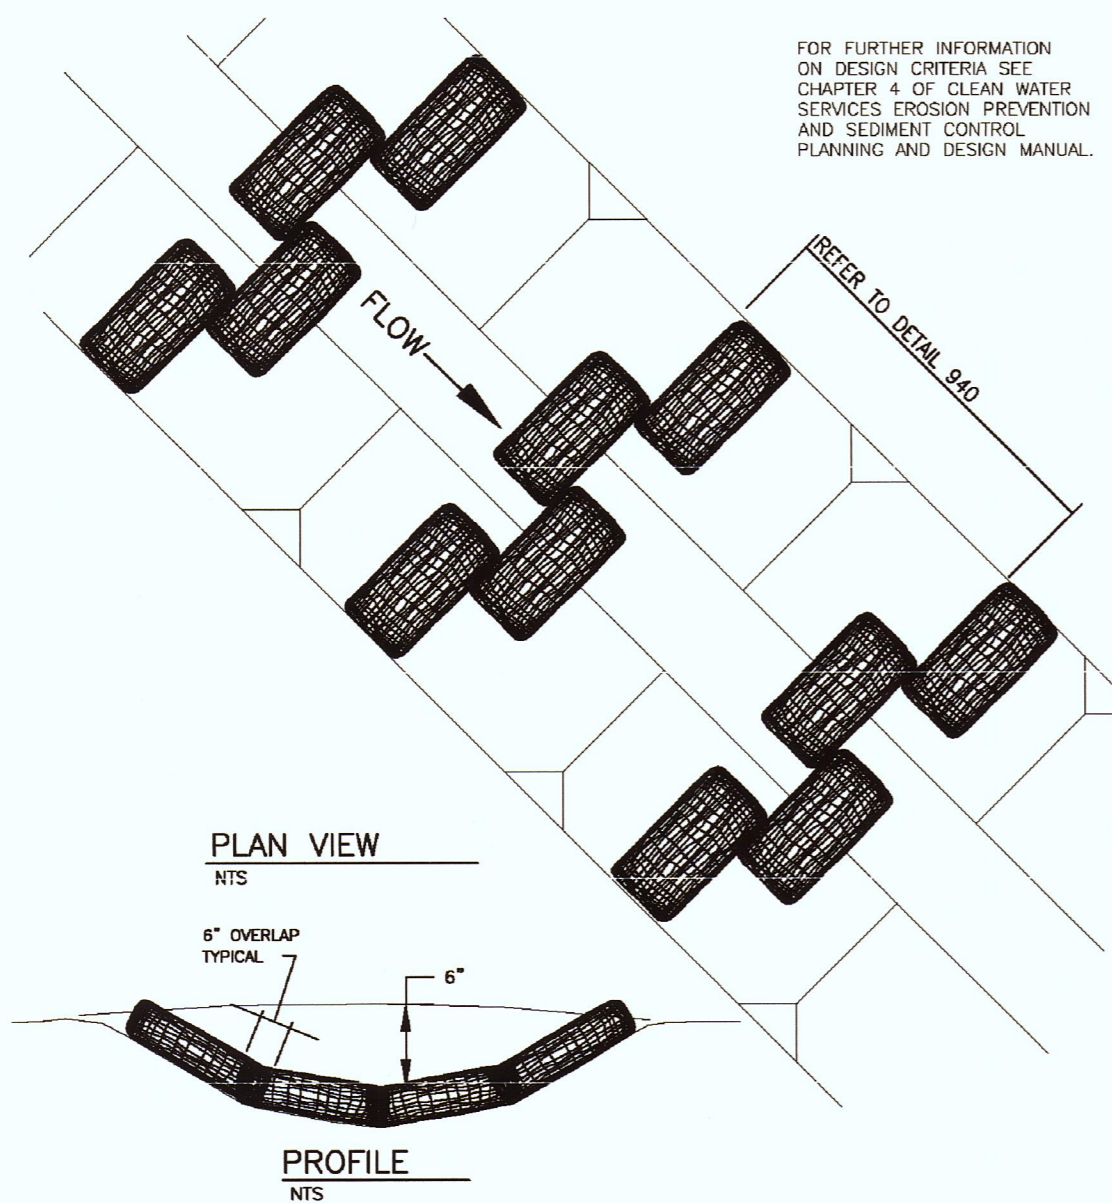 FOR FURTHER INFORMATION
ON DESIGN CRITERIA SEE
CHAPTER 4 OF CLEAN WATER
SERVICES EROSION PREVENTION
AND SEDIMENT CONTROL
PLANNING AND DESIGN MANUAL.
REFER TO DETAIL 940
FLOW
PLAN VIEW
NTS
6" OVERLAP
TYPICAL
6"
PROFILE
NTS